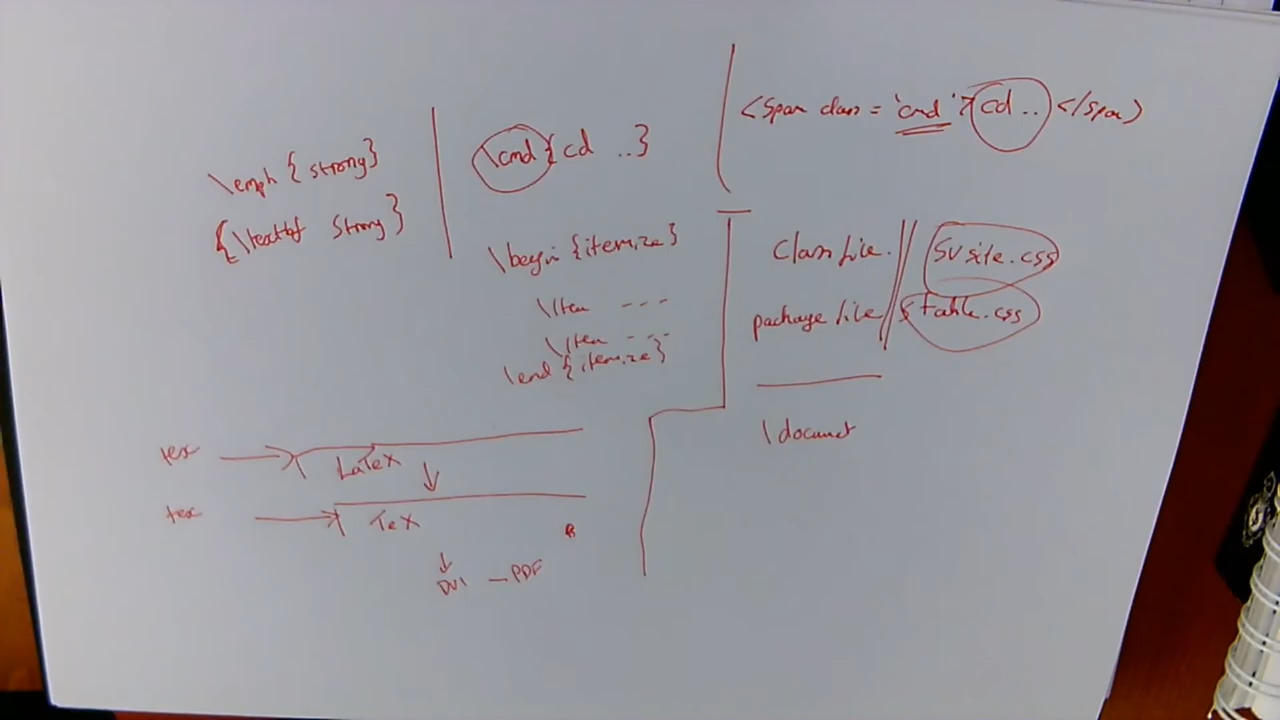 \emph {strong}
{\textbf Strong}
\cmd {cd ..}
\begin {itemize}
\Item ---
\Item ---
\end {itemize}
<Span class = 'cmd'> cd .. </span>
Class file. // SVsite.css
package file // table.css
\documet
tex → LaTeX
↓
tex → TeX
B
↓
DVI — PDF